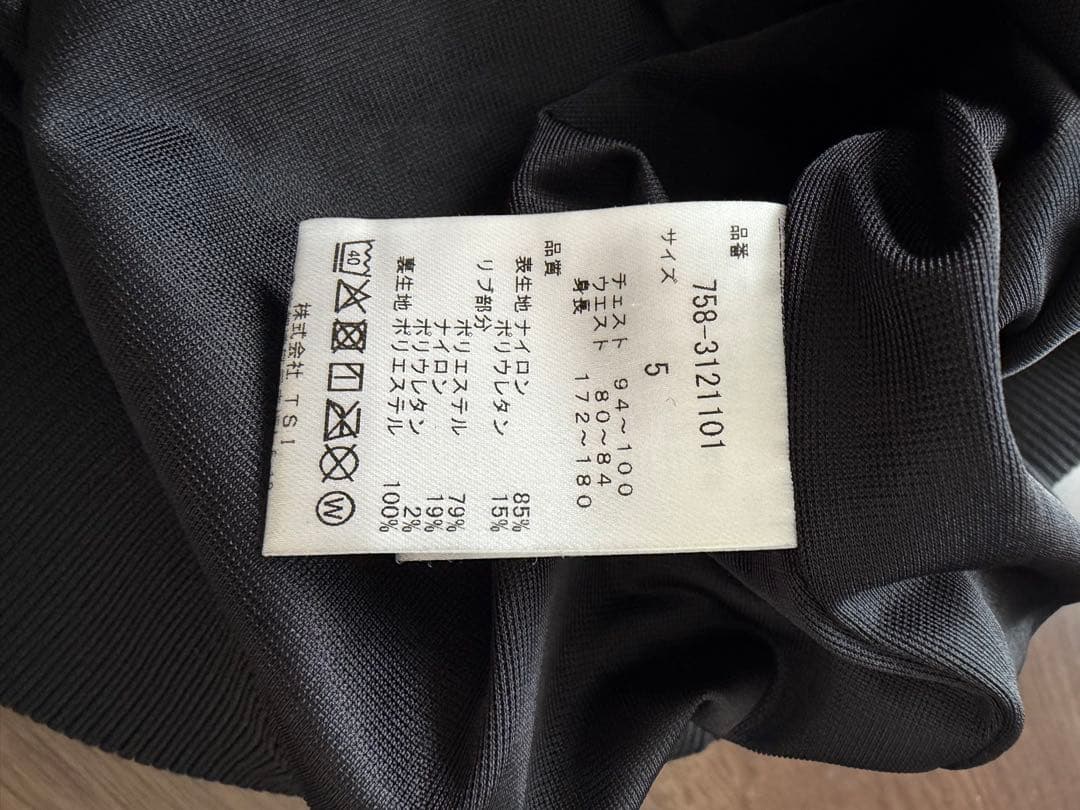 品番
758-3121101
サイズ
5
チェスト 94～100
ウエスト 80～84
身長 172～180
品質
表生地 ナイロン 85%
ポリウレタン 15%
リブ部分
ポリエステル 79%
ナイロン 19%
ポリウレタン 2%
裏生地 ポリエステル 100%
40
W
株式会社 TSI